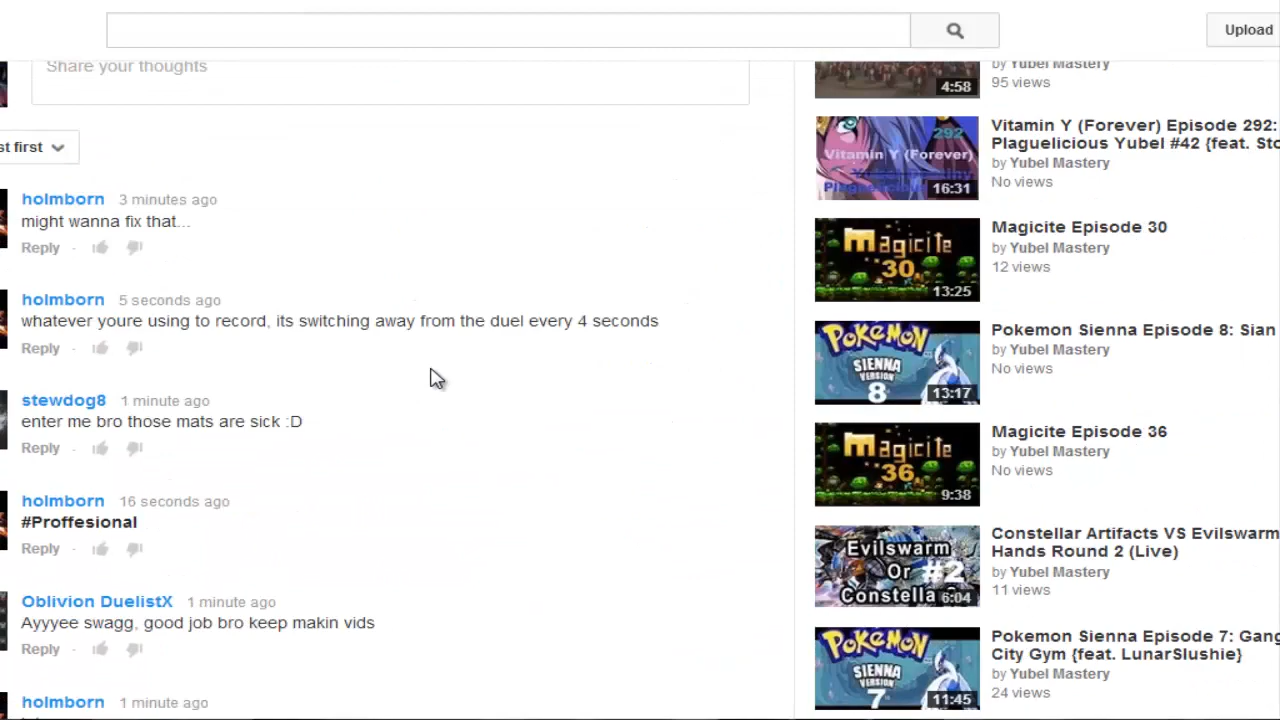 Upload
Share your thoughts
st first
holmborn 3 minutes ago
might wanna fix that...
Reply
holmborn 5 seconds ago
whatever youre using to record, its switching away from the duel every 4 seconds
Reply
stewdog8 1 minute ago
enter me bro those mats are sick :D
Reply
holmborn 16 seconds ago
#Proffesional
Reply
Oblivion DuelistX 1 minute ago
Ayyyee swagg, good job bro keep makin vids
Reply
holmborn 1 minute ago
4:58
by Yubel Mastery
95 views
292
Vitamin Y (Forever)
16:31
Vitamin Y (Forever) Episode 292:
Plaguelicious Yubel #42 {feat. Sto
by Yubel Mastery
No views
Magicite
30
13:25
Magicite Episode 30
by Yubel Mastery
12 views
POKéMON
SIENNA
VERSION
8
13:17
Pokemon Sienna Episode 8: Sian
by Yubel Mastery
No views
Magicite
36
9:38
Magicite Episode 36
by Yubel Mastery
No views
Evilswarm
Or #2
Constella
6:04
Constellar Artifacts VS Evilswarm
Hands Round 2 (Live)
by Yubel Mastery
11 views
POKéMON
SIENNA
VERSION
7
11:45
Pokemon Sienna Episode 7: Gang
City Gym {feat. LunarSlushie}
by Yubel Mastery
24 views